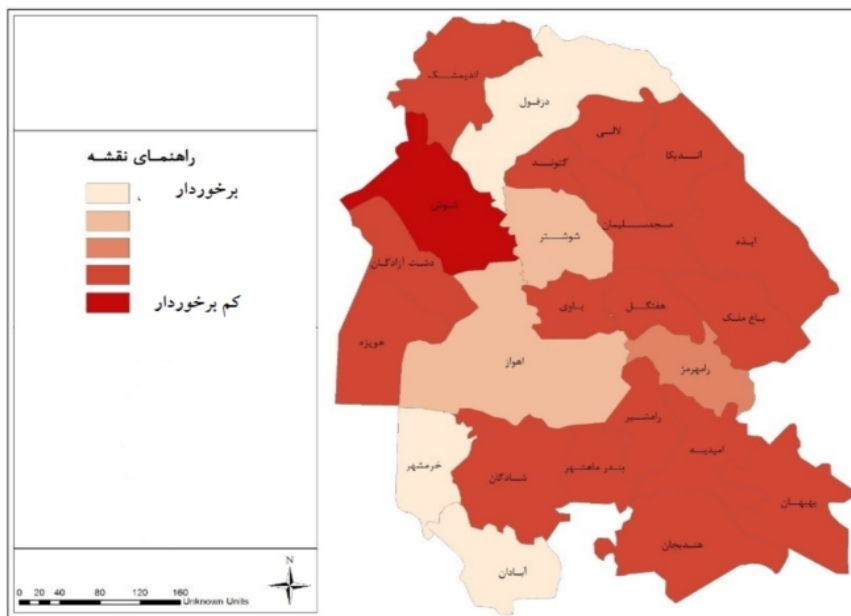 راهنمای نقشه
برخوردار
کم برخوردار
N
0 20 40 80 120 160
Unknown Units
اندیمشک
دزفول
لالی
اندیکا
گتوند
شوش
مسجدسلیمان
شوشتر
ایذه
دشت آزادگان
هفتگل
باوی
باغ ملک
هویزه
اهواز
رامهرمز
رامشیر
امیدیه
خرمشهر
بندر ماهشهر
شادگان
بهبهان
هندیجان
آبادان